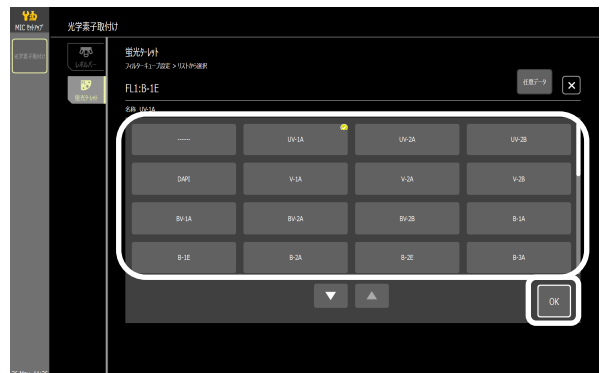 MIC セットアップ
光学素子取付け
光学素子取付け
レボルバー
蛍光ターレット
蛍光ターレット
フィルターキューブ設定 > リストから選択
FL1:B-1E
任意データ
名称 UV-1A
-----
UV-1A
UV-2A
UV-2B
DAPI
V-1A
V-2A
V-2B
BV-1A
BV-2A
BV-2B
B-1A
B-1E
B-2A
B-2E
B-3A
OK